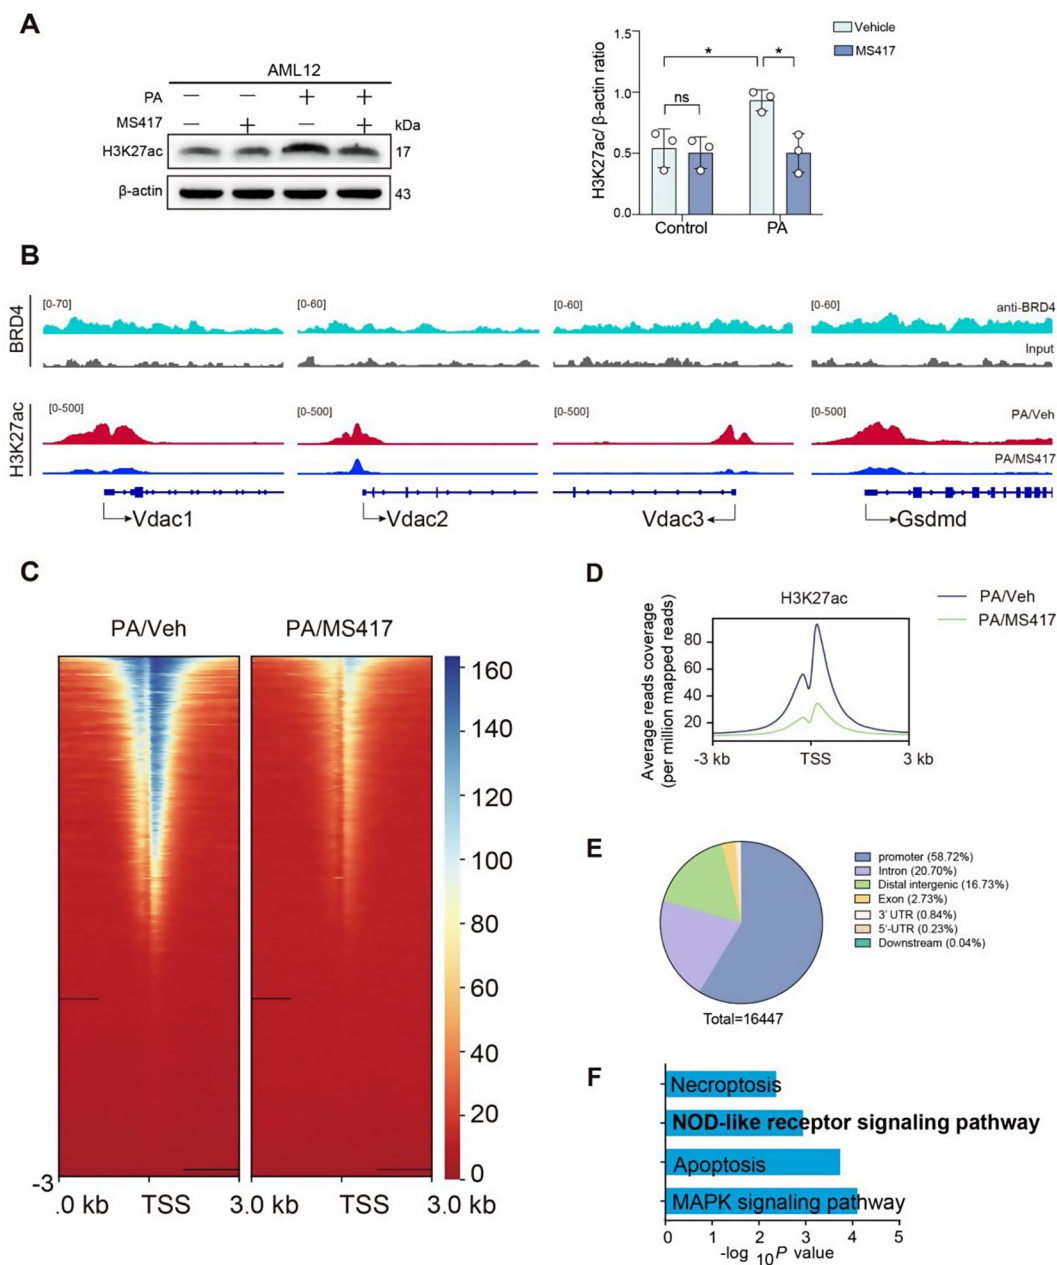 A
AML12
PA — — + +
MS417 — + — + kDa
H3K27ac 17
β-actin 43
H3K27ac/ β-actin ratio
1.5
1.0
0.5
0.0
* *
ns
Control PA
Vehicle
MS417
B
BRD4
[0-70] [0-60] [0-60] [0-60] anti-BRD4
Input
H3K27ac
[0-500] [0-500] [0-500] [0-500] PA/Veh
PA/MS417
Vdac1 Vdac2 Vdac3 Gsdmd
C
PA/Veh PA/MS417
160
140
120
100
80
60
40
20
0
-3
.0 kb TSS 3.0 kb TSS 3.0 kb
D
H3K27ac
PA/Veh
PA/MS417
Average reads coverage
(per million mapped reads)
80
60
40
20
-3 kb TSS 3 kb
E
promoter (58.72%)
Intron (20.70%)
Distal intergenic (16.73%)
Exon (2.73%)
3' UTR (0.84%)
5'-UTR (0.23%)
Downstream (0.04%)
Total=16447
F
Necroptosis
NOD-like receptor signaling pathway
Apoptosis
MAPK signaling pathway
0 1 2 3 4 5
-log 10 P value